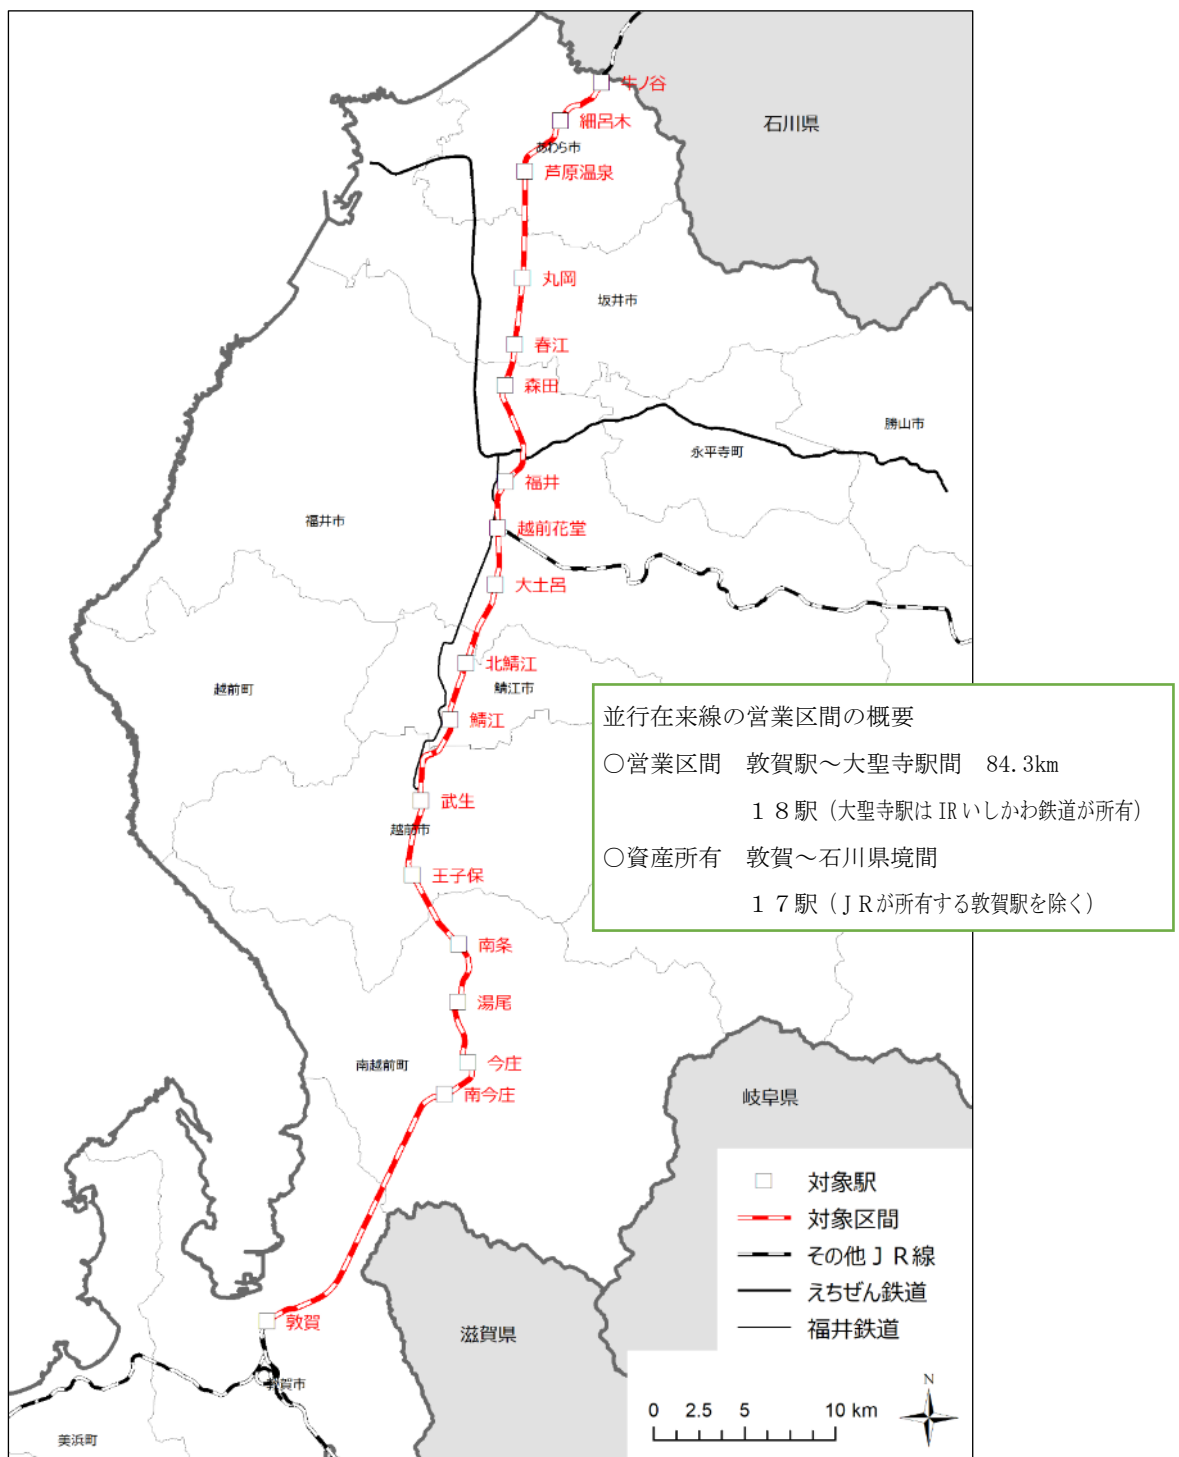 牛ノ谷
石川県
細呂木
あわら市
芦原温泉
丸岡
坂井市
春江
森田
勝山市
永平寺町
福井
福井市
越前花堂
大土呂
北鯖江
越前町
鯖江市
鯖江
並行在来線の営業区間の概要
○営業区間　敦賀駅～大聖寺駅間　84.3km
１８駅（大聖寺駅は IR いしかわ鉄道が所有）
○資産所有　敦賀～石川県境間
１７駅（ＪＲが所有する敦賀駅を除く）
武生
越前市
王子保
南条
湯尾
今庄
南越前町
南今庄
岐阜県
対象駅
対象区間
その他ＪＲ線
えちぜん鉄道
福井鉄道
敦賀
滋賀県
敦賀市
美浜町
N
0 2.5 5 10 km